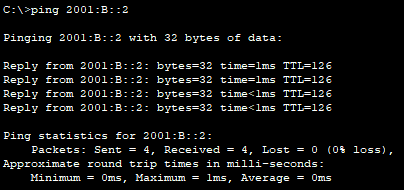 C:\>ping 2001:B::2
Pinging 2001:B::2 with 32 bytes of data:
Reply from 2001:B::2: bytes=32 time=1ms TTL=126
Reply from 2001:B::2: bytes=32 time=1ms TTL=126
Reply from 2001:B::2: bytes=32 time<1ms TTL=126
Reply from 2001:B::2: bytes=32 time<1ms TTL=126
Ping statistics for 2001:B::2:
    Packets: Sent = 4, Received = 4, Lost = 0 (0% loss),
Approximate round trip times in milli-seconds:
    Minimum = 0ms, Maximum = 1ms, Average = 0ms